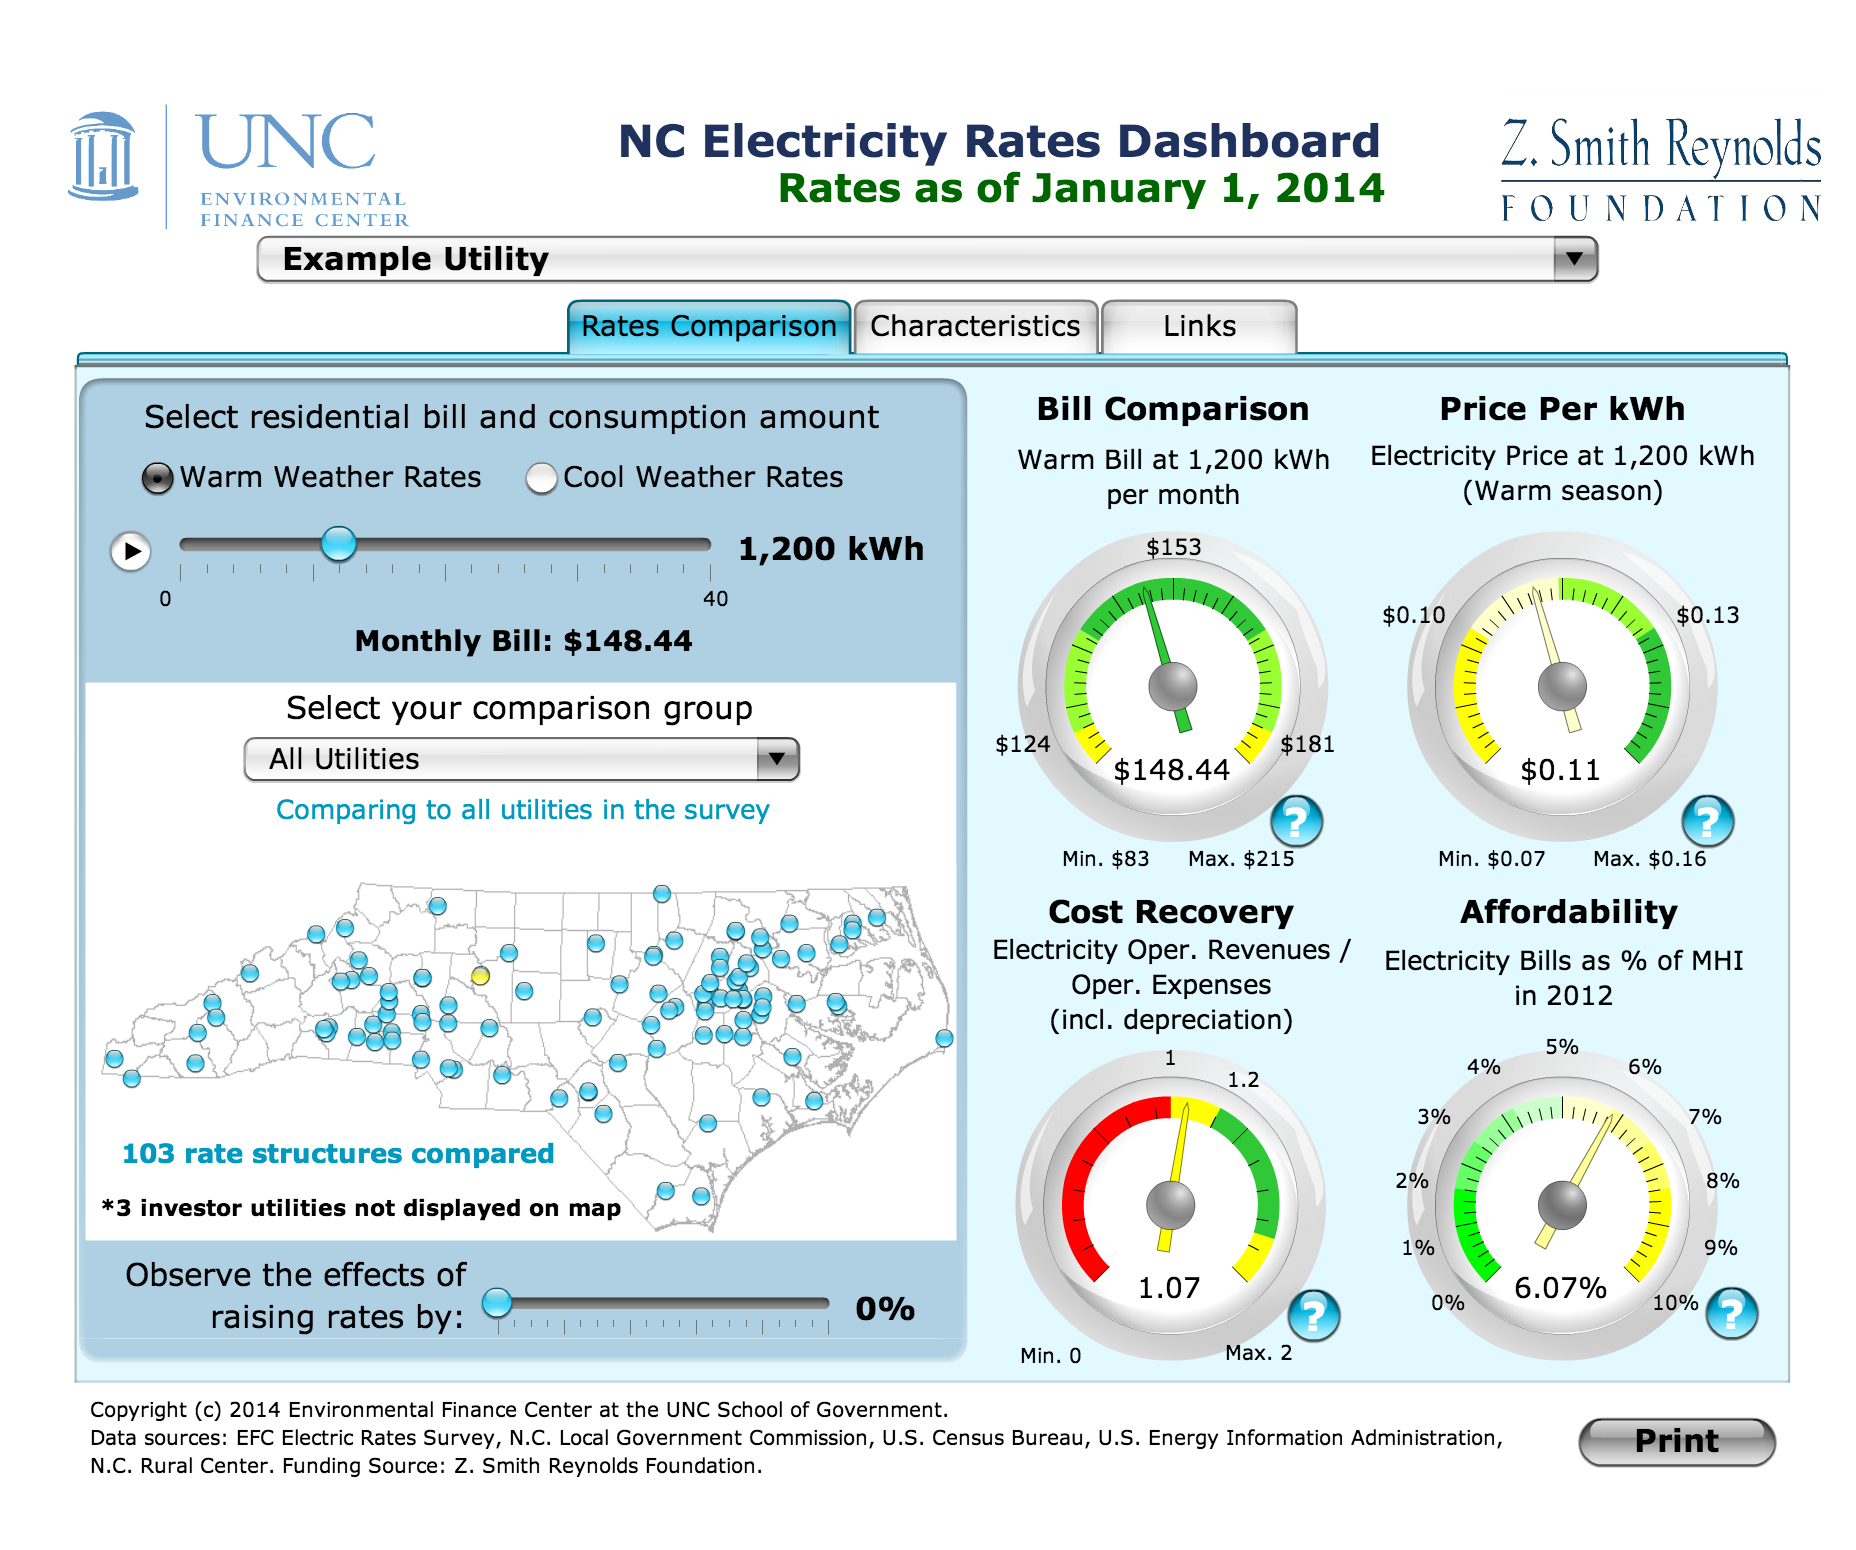 UNC
ENVIRONMENTAL
FINANCE CENTER
NC Electricity Rates Dashboard
Rates as of January 1, 2014
Z. Smith Reynolds
FOUNDATION
Example Utility
Rates Comparison
Characteristics
Links
Select residential bill and consumption amount
Warm Weather Rates
Cool Weather Rates
1,200 kWh
0
40
Monthly Bill: $148.44
Select your comparison group
All Utilities
Comparing to all utilities in the survey
103 rate structures compared
*3 investor utilities not displayed on map
Observe the effects of
raising rates by:
0%
Bill Comparison
Warm Bill at 1,200 kWh
per month
$153
$124
$181
$148.44
?
Min. $83
Max. $215
Price Per kWh
Electricity Price at 1,200 kWh
(Warm season)
$0.10
$0.13
$0.11
?
Min. $0.07
Max. $0.16
Cost Recovery
Electricity Oper. Revenues /
Oper. Expenses
(incl. depreciation)
1
1.2
1.07
?
Min. 0
Max. 2
Affordability
Electricity Bills as % of MHI
in 2012
5%
4%
6%
3%
7%
2%
8%
1%
9%
0%
10%
6.07%
?
Copyright (c) 2014 Environmental Finance Center at the UNC School of Government.
Data sources: EFC Electric Rates Survey, N.C. Local Government Commission, U.S. Census Bureau, U.S. Energy Information Administration,
N.C. Rural Center. Funding Source: Z. Smith Reynolds Foundation.
Print